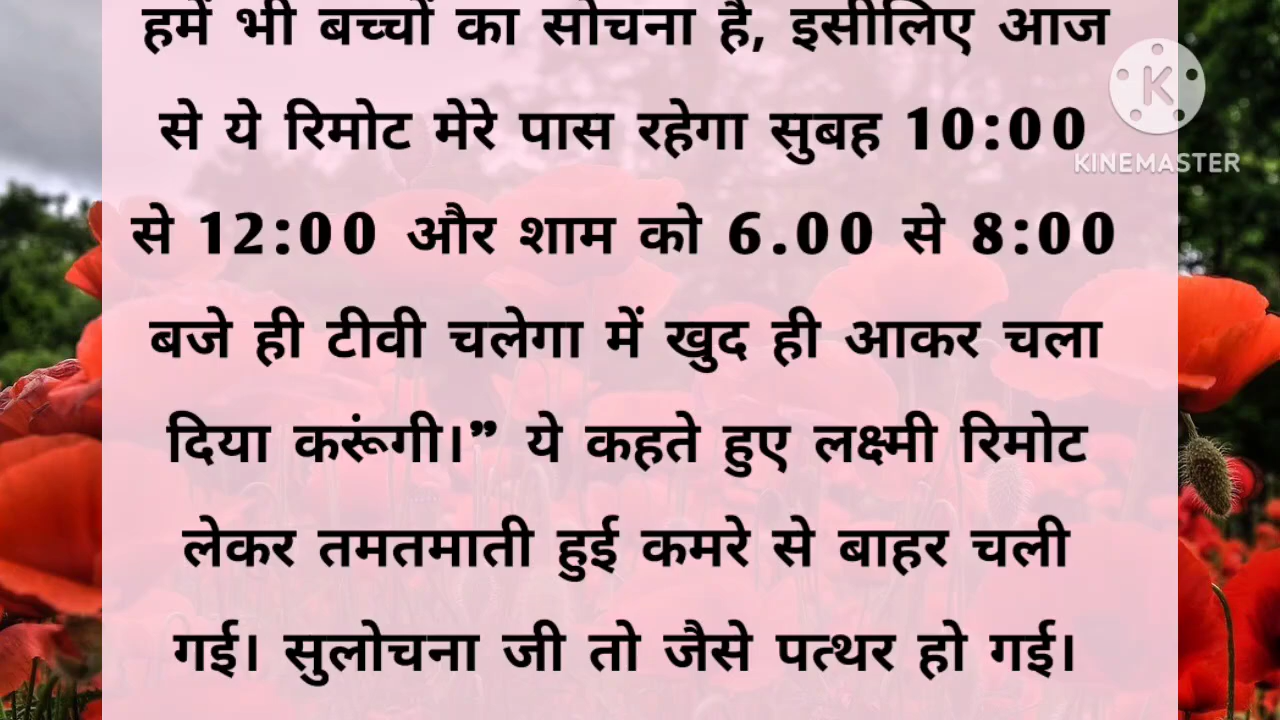 हमें भी बच्चों का सोचना है, इसीलिए आज
से ये रिमोट मेरे पास रहेगा सुबह 10:00
से 12:00 और शाम को 6.00 से 8:00
बजे ही टीवी चलेगा में खुद ही आकर चला
दिया करूंगी।” ये कहते हुए लक्ष्मी रिमोट
लेकर तमतमाती हुई कमरे से बाहर चली
गई। सुलोचना जी तो जैसे पत्थर हो गई।
K
KINEMASTER